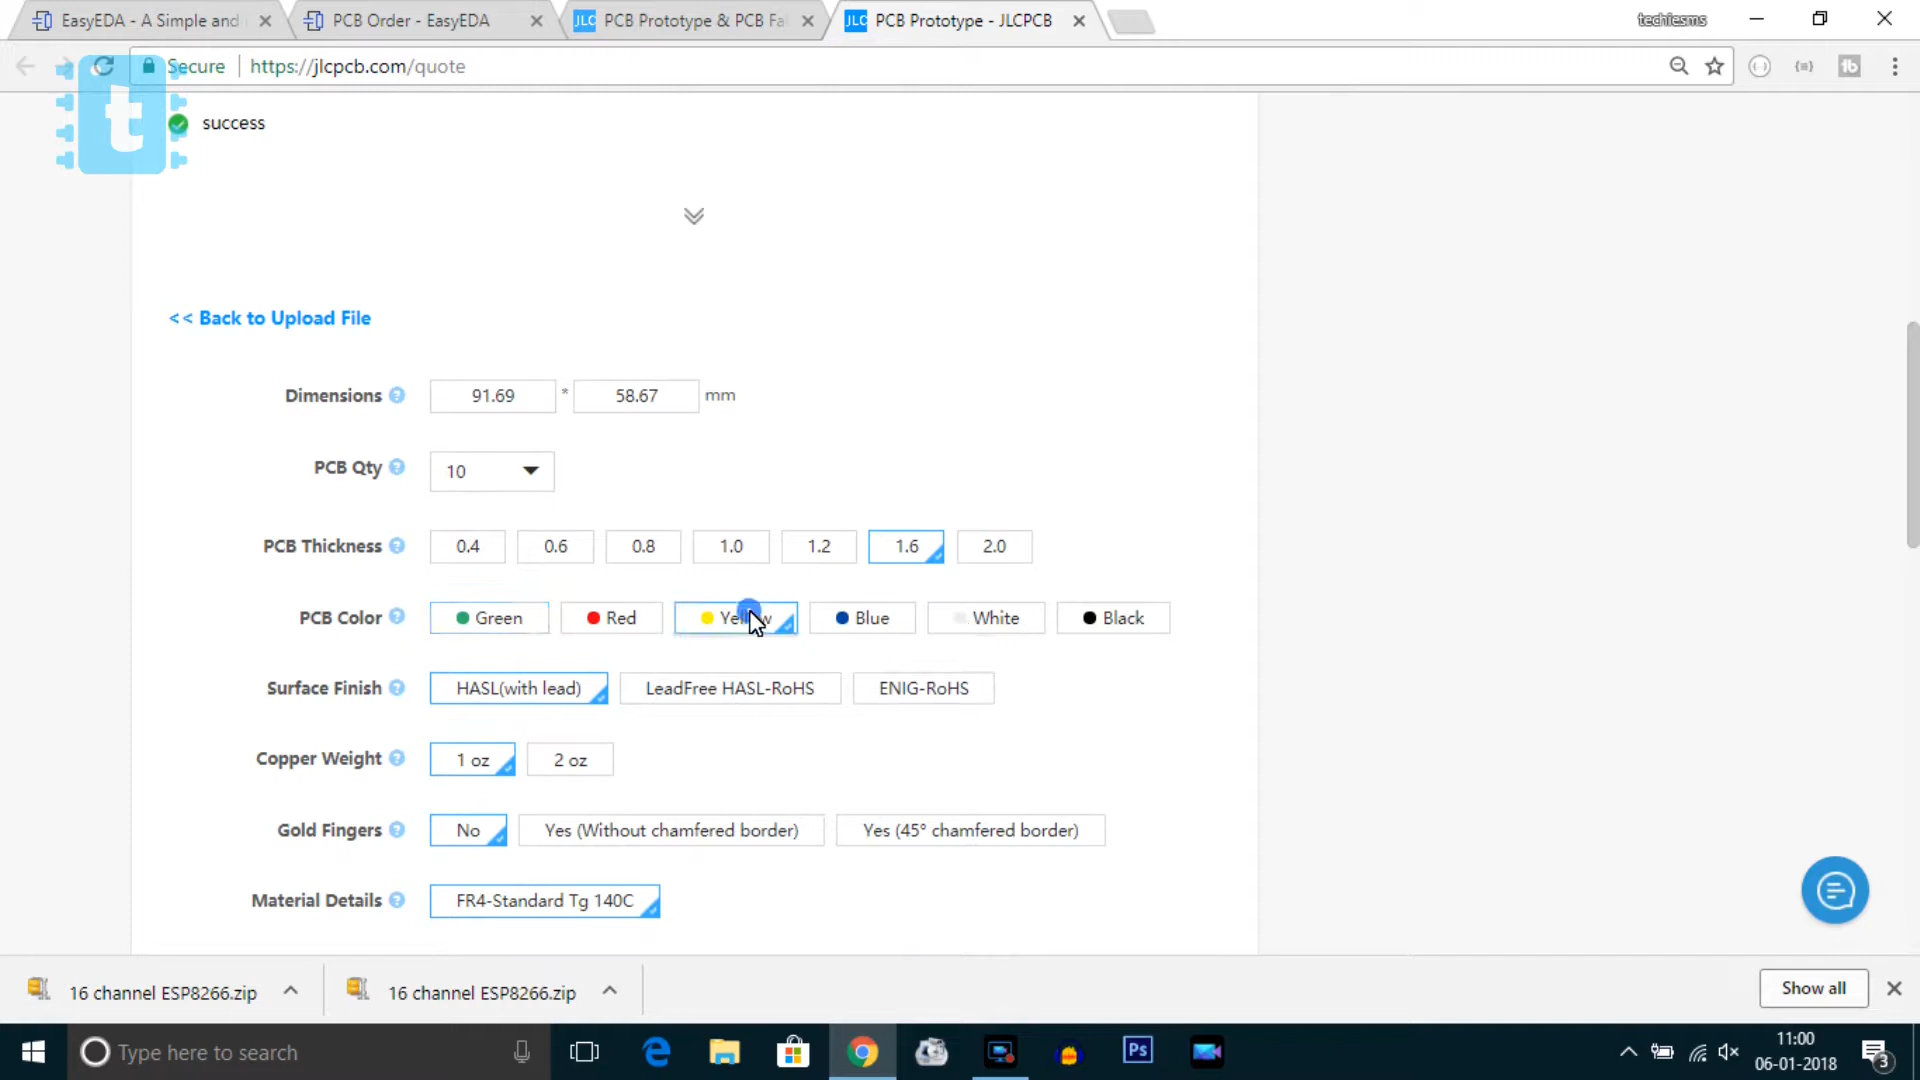 EasyEDA - A Simple and
PCB Order - EasyEDA
JLC PCB Prototype & PCB Fa
JLC PCB Prototype - JLCPCB
techiesms
Secure
https://jlcpcb.com/quote
t
success
<< Back to Upload File
Dimensions ? 91.69 * 58.67 mm
PCB Qty ? 10
PCB Thickness ? 0.4 0.6 0.8 1.0 1.2 1.6 2.0
PCB Color ? Green Red Yellow Blue White Black
Surface Finish ? HASL(with lead) LeadFree HASL-RoHS ENIG-RoHS
Copper Weight ? 1 oz 2 oz
Gold Fingers ? No Yes (Without chamfered border) Yes (45° chamfered border)
Material Details ? FR4-Standard Tg 140C
16 channel ESP8266.zip
16 channel ESP8266.zip
Show all
Type here to search
Ps
11:00
06-01-2018
3